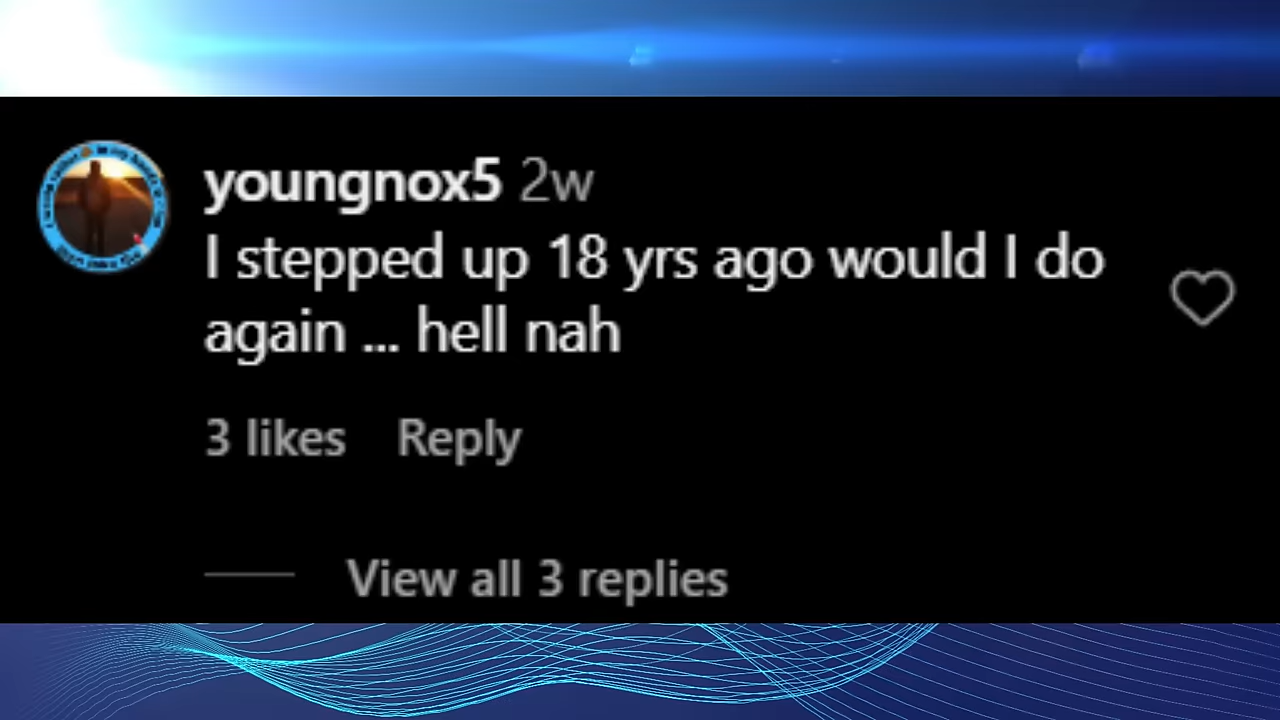 youngnox5 2w
I stepped up 18 yrs ago would I do
again ... hell nah
3 likes Reply
View all 3 replies